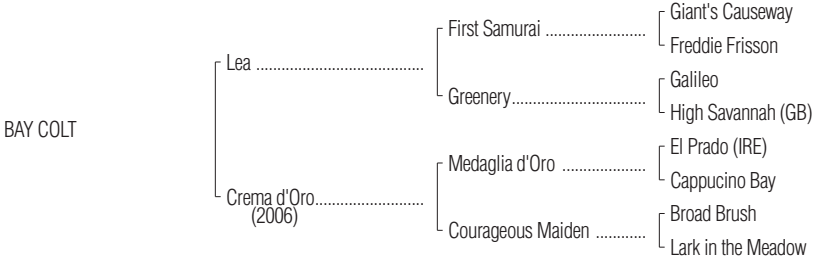 Giant's Causeway
First Samurai ........................
Freddie Frisson
Lea ........................................
Galileo
Greenery................................
High Savannah (GB)
BAY COLT
El Prado (IRE)
Medaglia d'Oro ....................
Cappucino Bay
Crema d'Oro..........................
(2006)
Broad Brush
Courageous Maiden ............
Lark in the Meadow